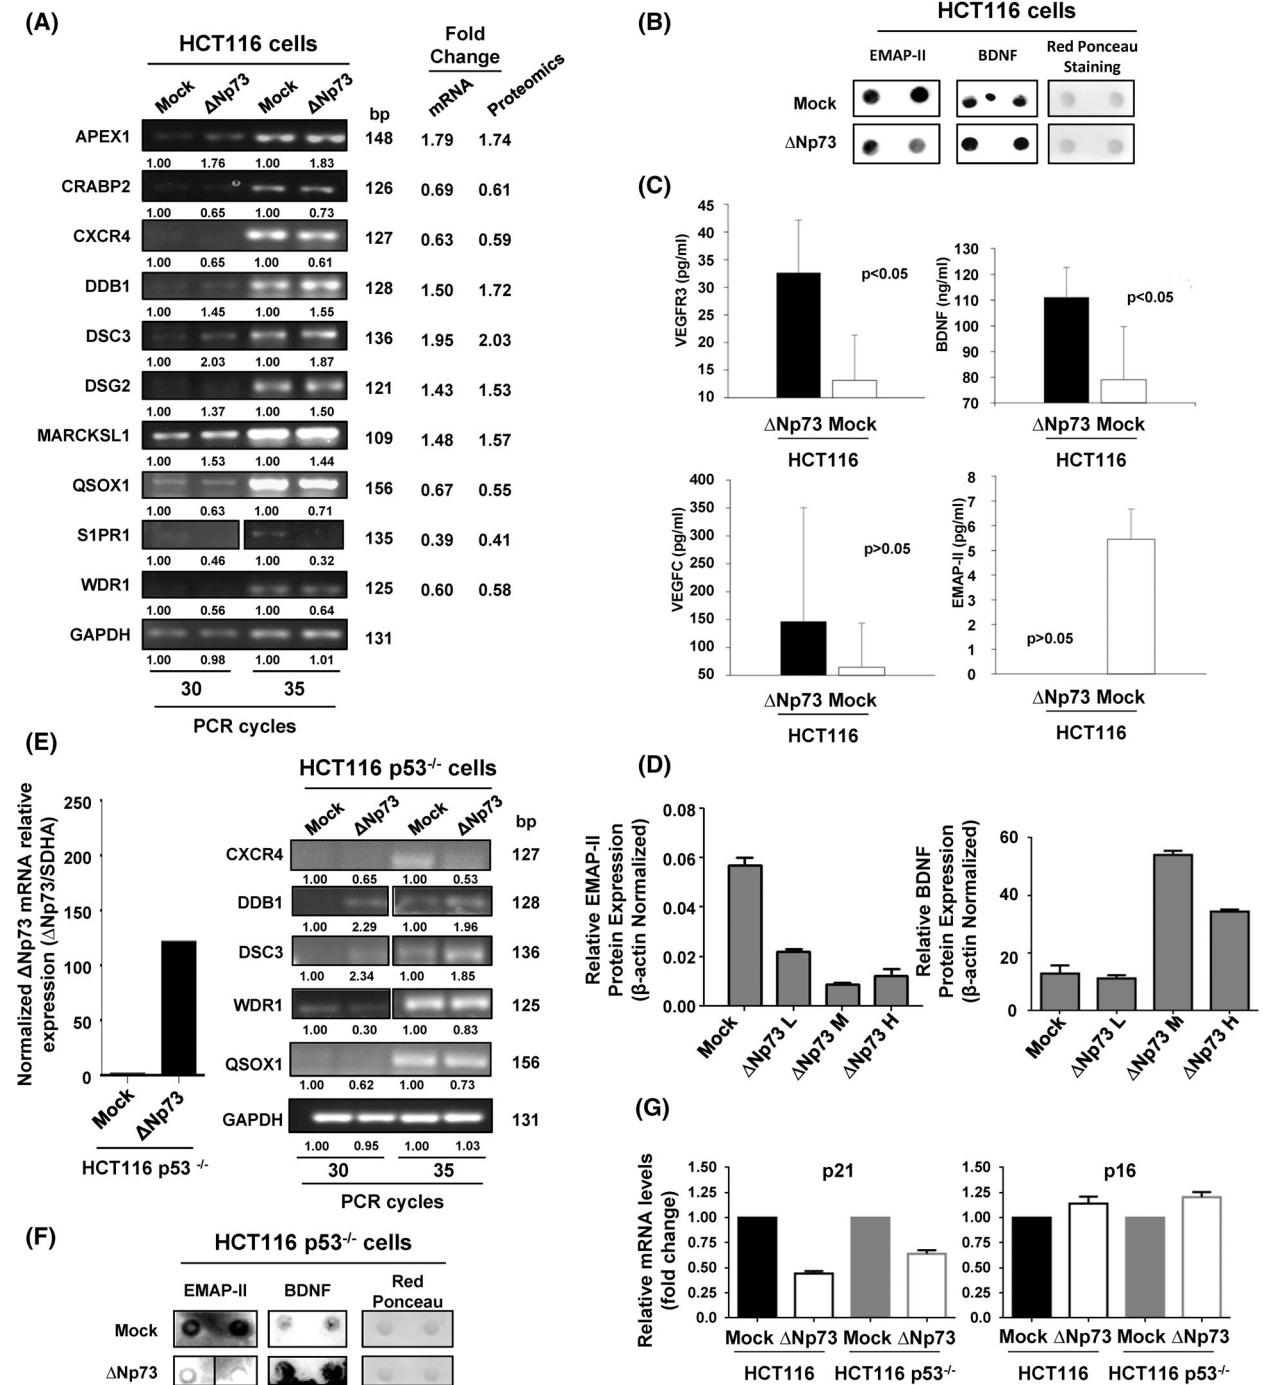 (A)
HCT116 cells
Fold
Change
Mock ΔNp73 Mock ΔNp73 bp mRNA Proteomics
APEX1 148 1.79 1.74
1.00 1.76 1.00 1.83
CRABP2 126 0.69 0.61
1.00 0.65 1.00 0.73
CXCR4 127 0.63 0.59
1.00 0.65 1.00 0.61
DDB1 128 1.50 1.72
1.00 1.45 1.00 1.55
DSC3 136 1.95 2.03
1.00 2.03 1.00 1.87
DSG2 121 1.43 1.53
1.00 1.37 1.00 1.50
MARCKSL1 109 1.48 1.57
1.00 1.53 1.00 1.44
QSOX1 156 0.67 0.55
1.00 0.63 1.00 0.71
S1PR1 135 0.39 0.41
1.00 0.46 1.00 0.32
WDR1 125 0.60 0.58
1.00 0.56 1.00 0.64
GAPDH 131
1.00 0.98 1.00 1.01
30 35
PCR cycles
(B)
HCT116 cells
EMAP-II BDNF Red Ponceau
Staining
Mock
ΔNp73
(C)
VEGFR3 (pg/ml)
45
40
35
30
25
20
15
10
p<0.05
ΔNp73 Mock
HCT116
BDNF (ng/ml)
130
120
110
100
90
80
70
p<0.05
ΔNp73 Mock
HCT116
VEGFC (pg/ml)
400
350
300
250
200
150
100
50
p>0.05
ΔNp73 Mock
HCT116
EMAP-II (pg/ml)
8
7
6
5
4
3
2
1
0
p>0.05
ΔNp73 Mock
HCT116
(E)
Normalized ΔNp73 mRNA relative
expression (ΔNp73/SDHA)
250
200
150
100
50
0
Mock ΔNp73
HCT116 p53 -/-
HCT116 p53-/- cells
Mock ΔNp73 Mock ΔNp73 bp
CXCR4 127
1.00 0.65 1.00 0.53
DDB1 128
1.00 2.29 1.00 1.96
DSC3 136
1.00 2.34 1.00 1.85
WDR1 125
1.00 0.30 1.00 0.83
QSOX1 156
1.00 0.62 1.00 0.73
GAPDH 131
1.00 0.95 1.00 1.03
30 35
PCR cycles
(D)
Relative EMAP-II
Protein Expression
(β-actin Normalized)
0.08
0.06
0.04
0.02
0.00
Mock ΔNp73 L ΔNp73 M ΔNp73 H
Relative BDNF
Protein Expression
(β-actin Normalized)
60
40
20
0
Mock ΔNp73 L ΔNp73 M ΔNp73 H
(F)
HCT116 p53-/- cells
EMAP-II BDNF Red
Ponceau
Mock
ΔNp73
(G)
Relative mRNA levels
(fold change)
p21
1.50
1.25
1.00
0.75
0.50
0.25
0.0
Mock ΔNp73 Mock ΔNp73
HCT116 HCT116 p53-/-
p16
1.50
1.25
1.00
0.75
0.50
0.25
0.0
Mock ΔNp73 Mock ΔNp73
HCT116 HCT116 p53-/-